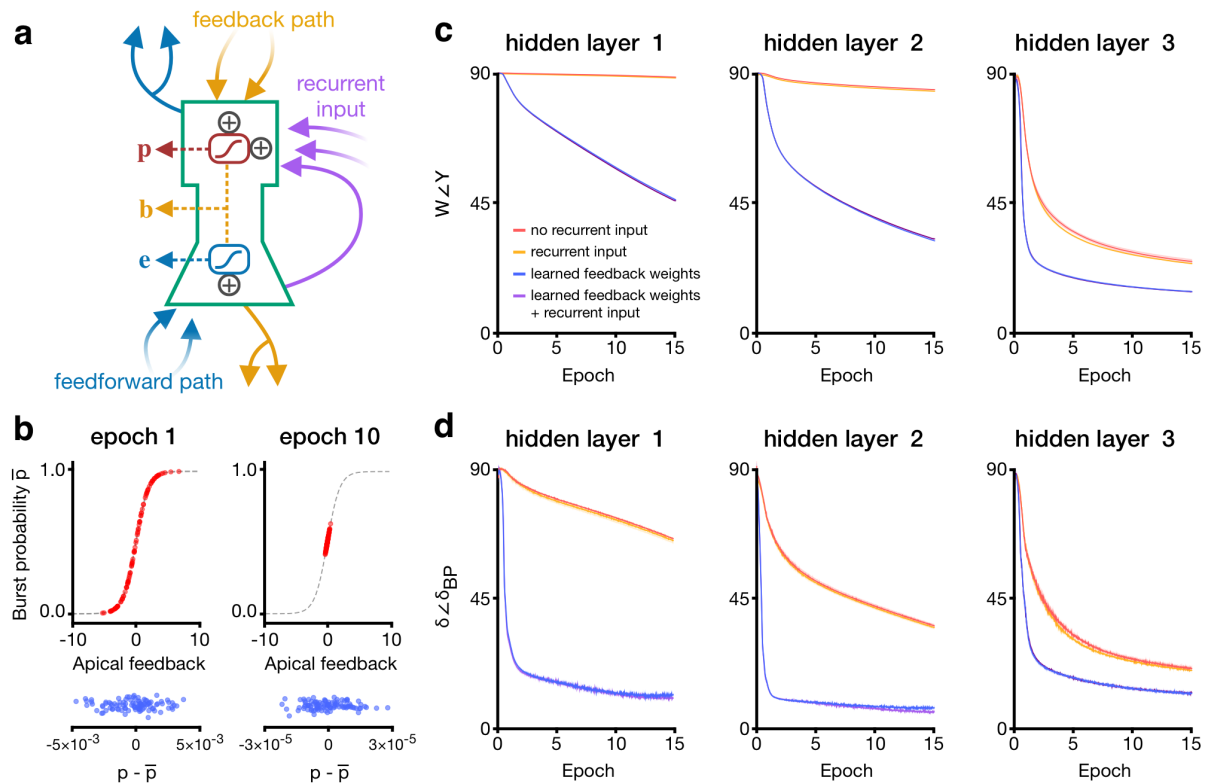 a
feedback path
recurrent
input
p
b
e
feedforward path
b
epoch 1
epoch 10
Burst probability p̅
1.0
0.0
-10
0
10
Apical feedback
1.0
0.0
-10
0
10
Apical feedback
-5×10⁻³
0
5×10⁻³
p - p̅
-3×10⁻⁵
0
3×10⁻⁵
p - p̅
c
hidden layer 1
hidden layer 2
hidden layer 3
W∠Y
90
45
0
no recurrent input
recurrent input
learned feedback weights
learned feedback weights
+ recurrent input
0
5
10
15
Epoch
90
45
0
0
5
10
15
Epoch
90
45
0
0
5
10
15
Epoch
d
hidden layer 1
hidden layer 2
hidden layer 3
δ∠δBP
90
45
0
0
5
10
15
Epoch
90
45
0
0
5
10
15
Epoch
90
45
0
0
5
10
15
Epoch